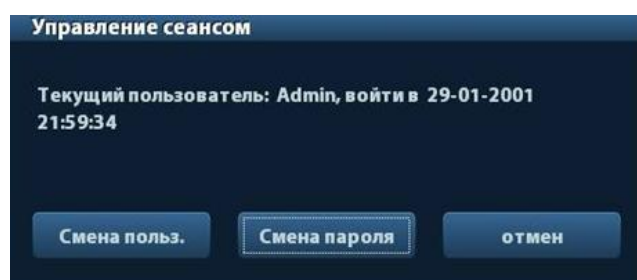 Управление сеансом
Текущий пользователь: Admin, войти в 29-01-2001
21:59:34
Смена польз. Смена пароля отмен